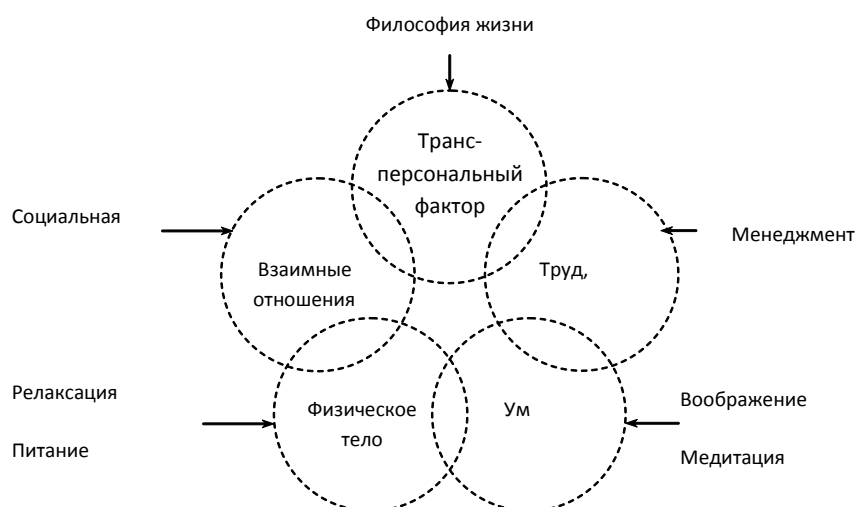 Философия жизни
Транс-
персональный
фактор
Социальная
Менеджмент
Взаимные
отношения
Труд,
Релаксация
Питание
Физическое
тело
Ум
Воображение
Медитация